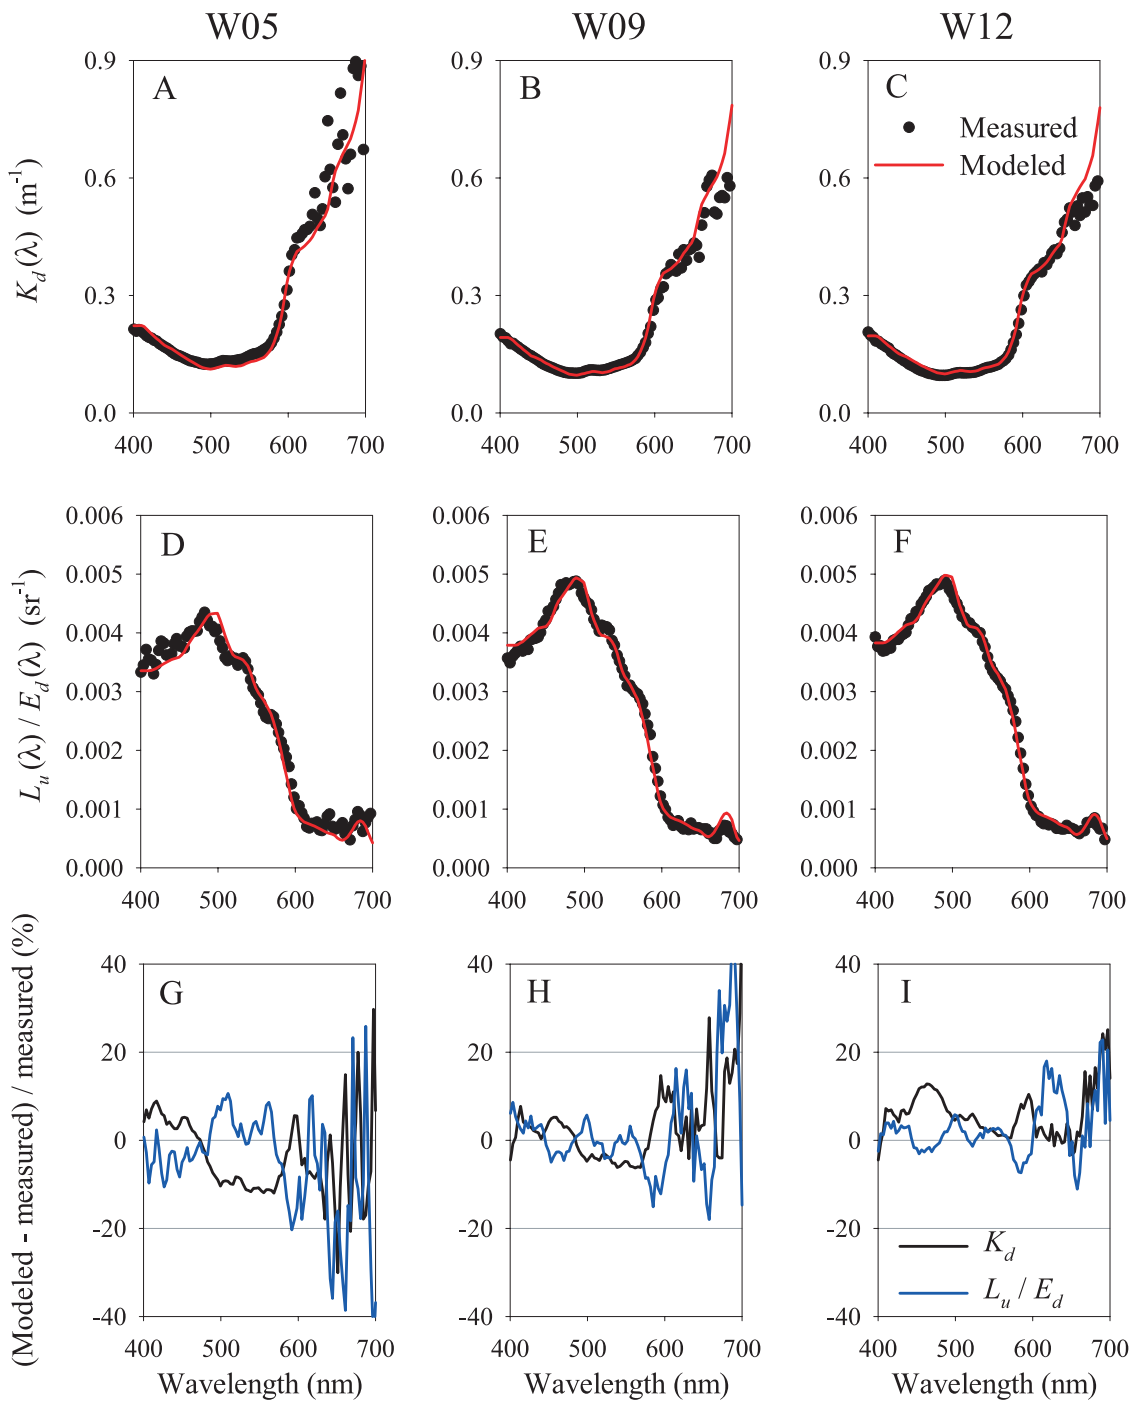 W05 W09 W12
K_d(λ) (m^-1)
0.9 0.9 0.9
A B C
Measured
Modeled
0.6 0.6 0.6
0.3 0.3 0.3
0.0 0.0 0.0
400 500 600 700 400 500 600 700 400 500 600 700
L_u(λ) / E_d(λ) (sr^-1)
0.006 0.006 0.006
D E F
0.005 0.005 0.005
0.004 0.004 0.004
0.003 0.003 0.003
0.002 0.002 0.002
0.001 0.001 0.001
0.000 0.000 0.000
400 500 600 700 400 500 600 700 400 500 600 700
(Modeled - measured) / measured (%)
40 40 40
G H I
20 20 20
0 0 0
-20 -20 -20
K_d
L_u / E_d
-40 -40 -40
400 500 600 700 400 500 600 700 400 500 600 700
Wavelength (nm) Wavelength (nm) Wavelength (nm)